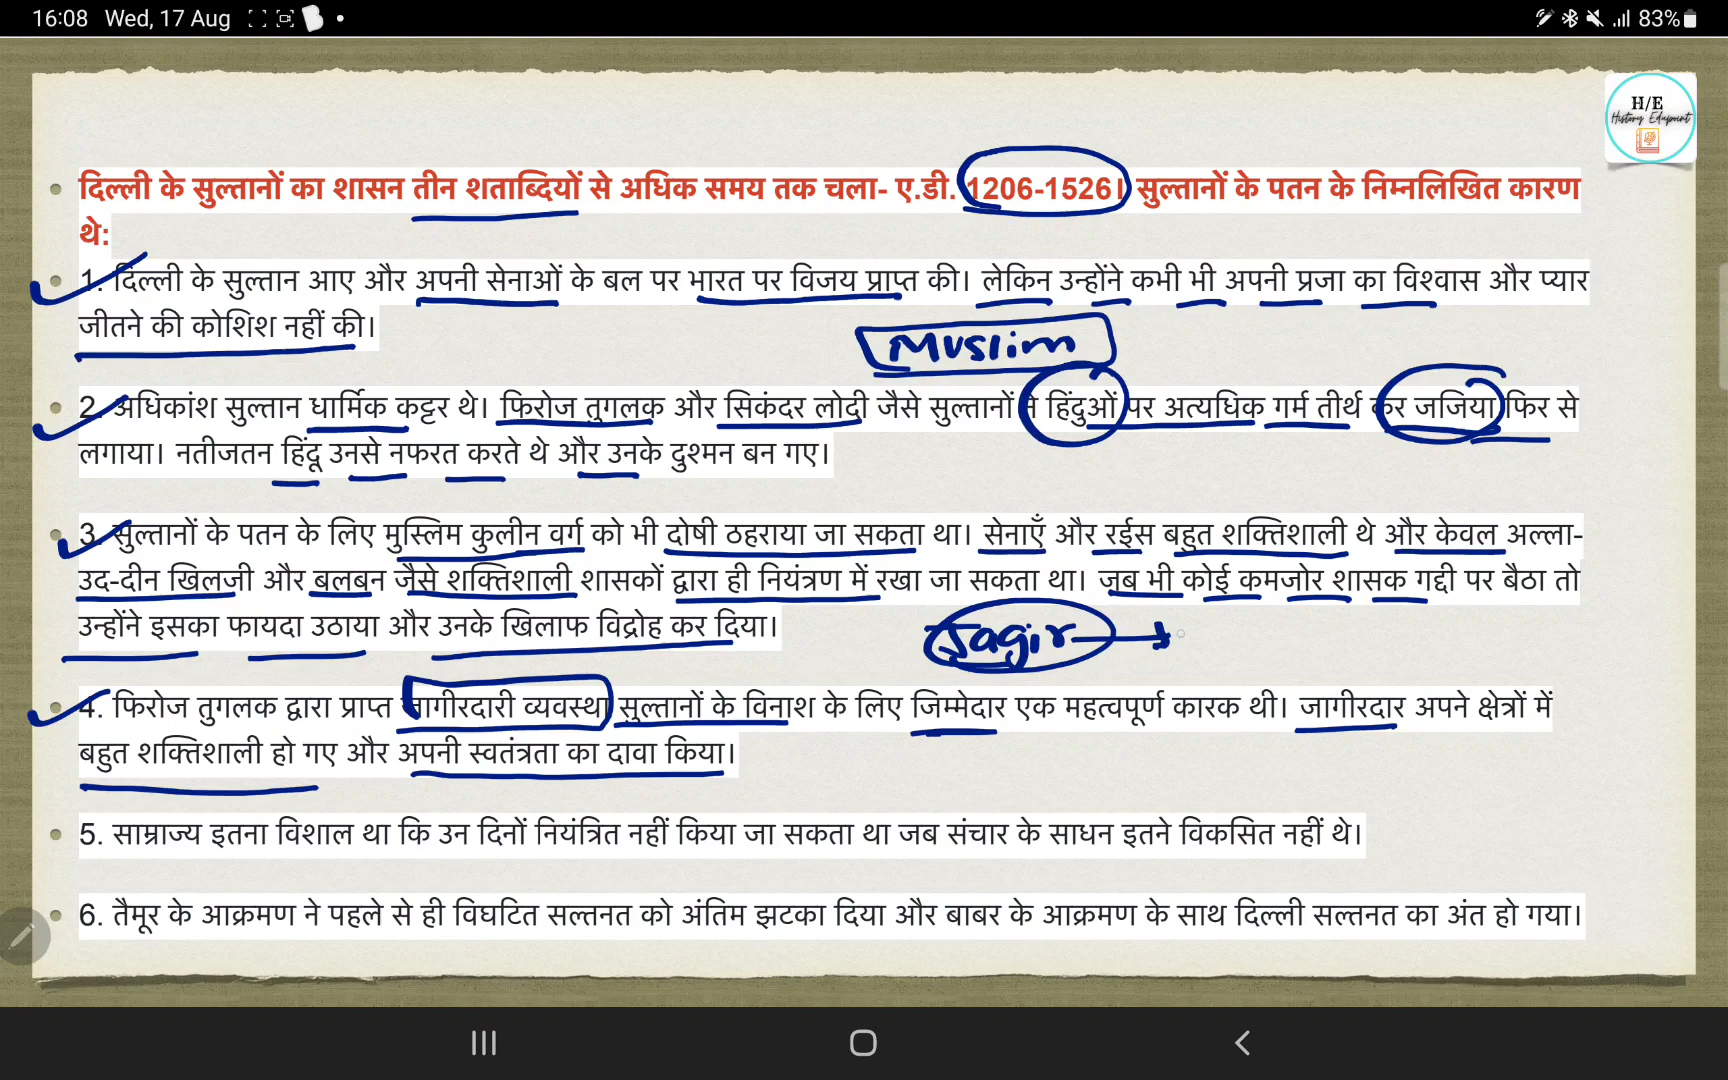 16:08 Wed, 17 Aug
83%
H/E
History Edupoint
दिल्ली के सुल्तानों का शासन तीन शताब्दियों से अधिक समय तक चला- ए.डी. 1206-1526। सुल्तानों के पतन के निम्नलिखित कारण
थे:
1. दिल्ली के सुल्तान आए और अपनी सेनाओं के बल पर भारत पर विजय प्राप्त की। लेकिन उन्होंने कभी भी अपनी प्रजा का विश्वास और प्यार
जीतने की कोशिश नहीं की।
Muslim
2. अधिकांश सुल्तान धार्मिक कट्टर थे। फिरोज तुगलक और सिकंदर लोदी जैसे सुल्तानों ने हिंदुओं पर अत्यधिक गर्म तीर्थ कर जजिया फिर से
लगाया। नतीजतन हिंदू उनसे नफरत करते थे और उनके दुश्मन बन गए।
3. सुल्तानों के पतन के लिए मुस्लिम कुलीन वर्ग को भी दोषी ठहराया जा सकता था। सेनाएँ और रईस बहुत शक्तिशाली थे और केवल अल्ला-
उद-दीन खिलजी और बलबन जैसे शक्तिशाली शासकों द्वारा ही नियंत्रण में रखा जा सकता था। जब भी कोई कमजोर शासक गद्दी पर बैठा तो
उन्होंने इसका फायदा उठाया और उनके खिलाफ विद्रोह कर दिया।
Jagir
4. फिरोज तुगलक द्वारा प्राप्त जागीरदारी व्यवस्था सुल्तानों के विनाश के लिए जिम्मेदार एक महत्वपूर्ण कारक थी। जागीरदार अपने क्षेत्रों में
बहुत शक्तिशाली हो गए और अपनी स्वतंत्रता का दावा किया।
5. साम्राज्य इतना विशाल था कि उन दिनों नियंत्रित नहीं किया जा सकता था जब संचार के साधन इतने विकसित नहीं थे।
6. तैमूर के आक्रमण ने पहले से ही विघटित सल्तनत को अंतिम झटका दिया और बाबर के आक्रमण के साथ दिल्ली सल्तनत का अंत हो गया।